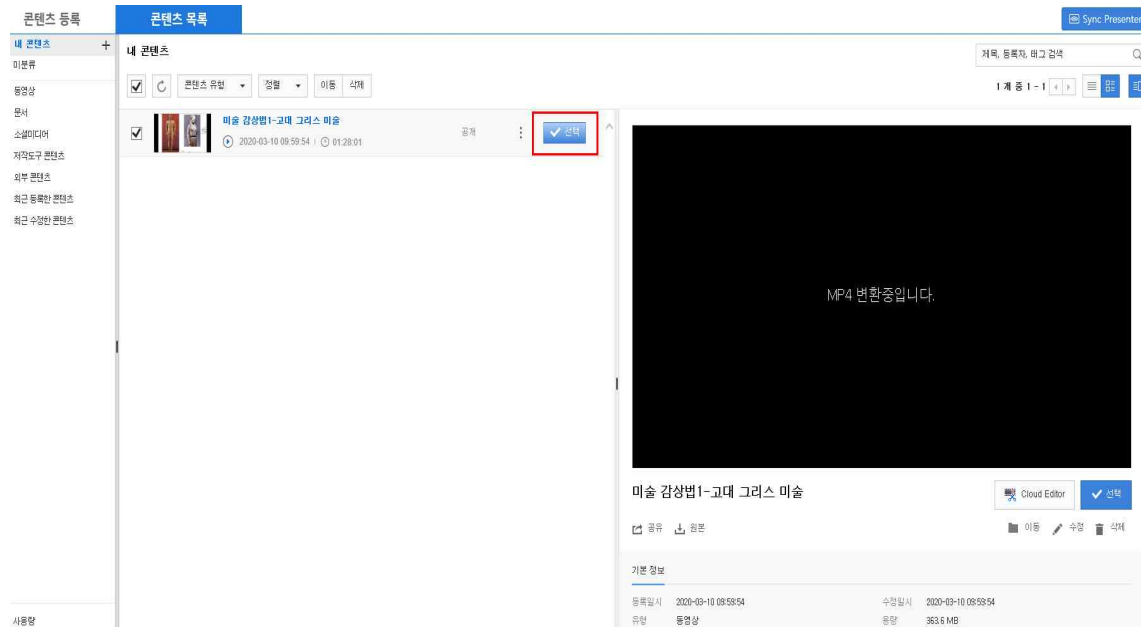 콘텐츠 등록
콘텐츠 목록
Sync Presenter
내 콘텐츠 +
미분류
동영상
문서
소셜미디어
저작도구 콘텐츠
외부 콘텐츠
최근 등록한 콘텐츠
최근 수정한 콘텐츠
사용량
내 콘텐츠
제목, 등록자, 태그 검색
콘텐츠 유형 정렬 이동 삭제
1 개 중 1 - 1
미술 감상법1-고대 그리스 미술
2020-03-10 09:59:54 | 01:28:01
공개
선택
MP4 변환중입니다.
미술 감상법1-고대 그리스 미술
Cloud Editor 선택
공유 원본
이동 수정 삭제
기본 정보
등록일시 2020-03-10 09:59:54 수정일시 2020-03-10 09:59:54
유형 동영상 용량 363.6 MB